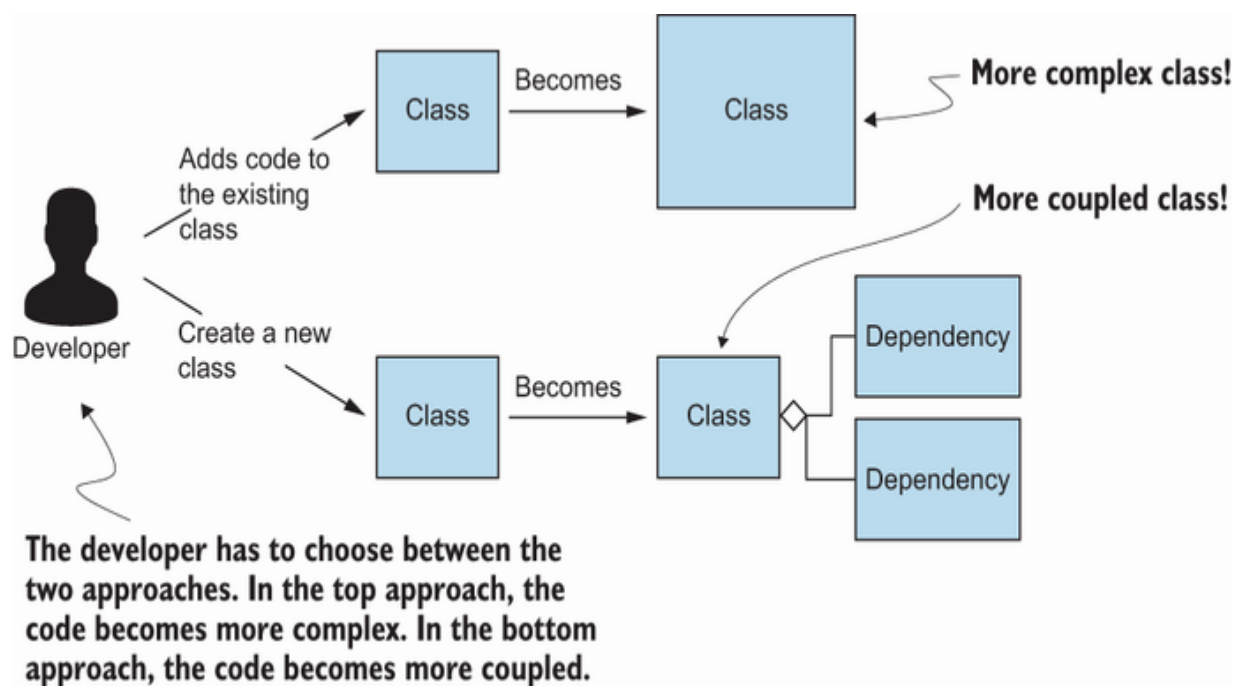 Class
Becomes
Class
More complex class!
Adds code to
the existing
class
More coupled class!
Developer
Create a new
class
Class
Becomes
Class
Dependency
Dependency
The developer has to choose between the
two approaches. In the top approach, the
code becomes more complex. In the bottom
approach, the code becomes more coupled.